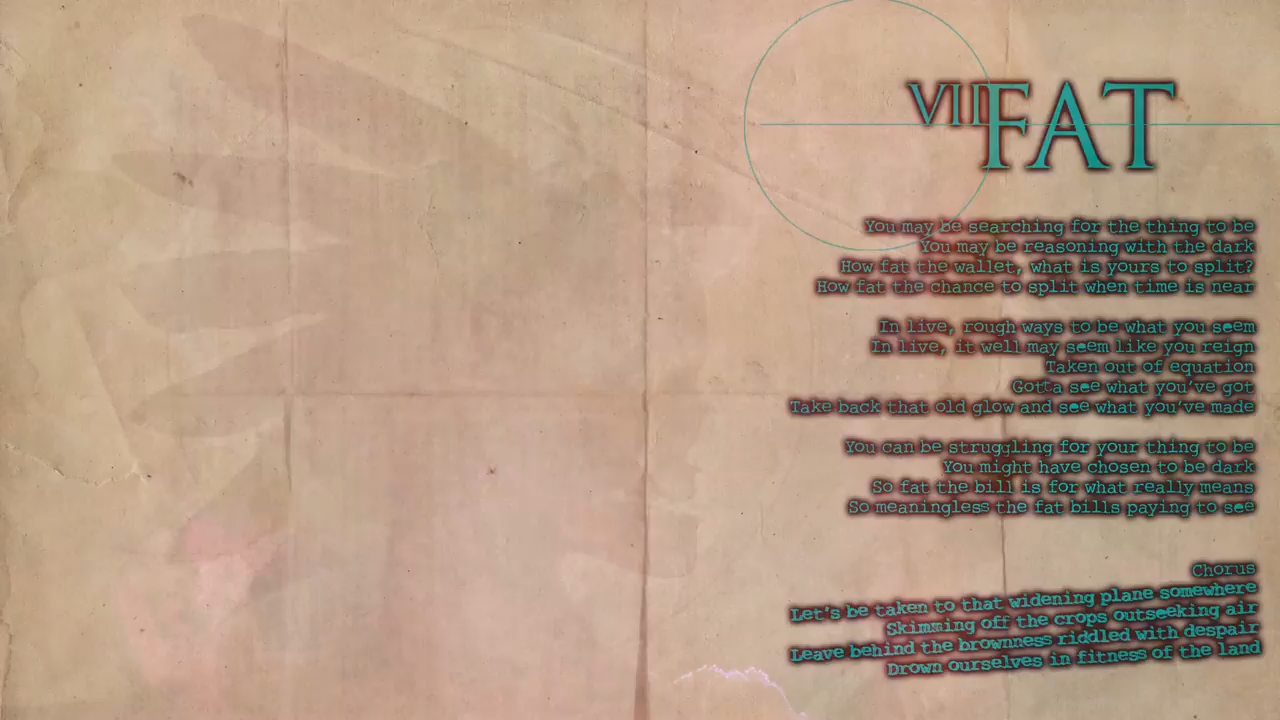 VII FAT
You may be searching for the thing to be
You may be reasoning with the dark
How fat the wallet, what is yours to split?
How fat the chance to split when time is near
In live, rough ways to be what you seem
In live, it well may seem like you reign
Taken out of equation
Gotta see what you've got
Take back that old glow and see what you've made
You can be struggling for your thing to be
You might have chosen to be dark
So fat the bill is for what really means
So meaningless the fat bills paying to see
Chorus
Let's be taken to that widening plane somewhere
Skimming off the crops outseeking air
Leave behind the brownness riddled with despair
Drown ourselves in fitness of the land